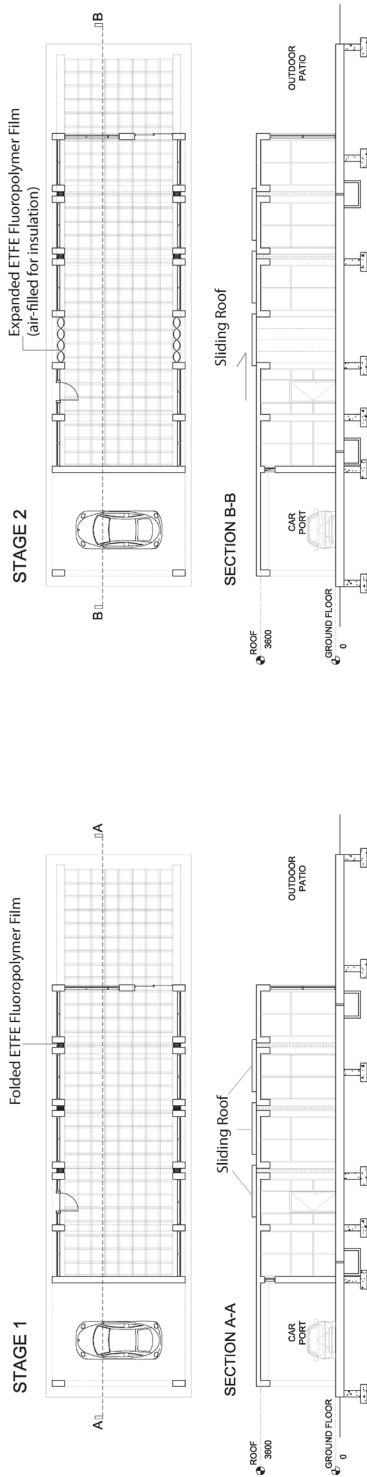 STAGE 1
Folded ETFE Fluoropolymer Film
A
A
SECTION A-A
Sliding Roof
ROOF
3600
CAR
PORT
OUTDOOR
PATIO
GROUND FLOOR
0
STAGE 2
Expanded ETFE Fluoropolymer Film
(air-filled for insulation)
B
B
SECTION B-B
Sliding Roof
ROOF
3600
CAR
PORT
OUTDOOR
PATIO
GROUND FLOOR
0